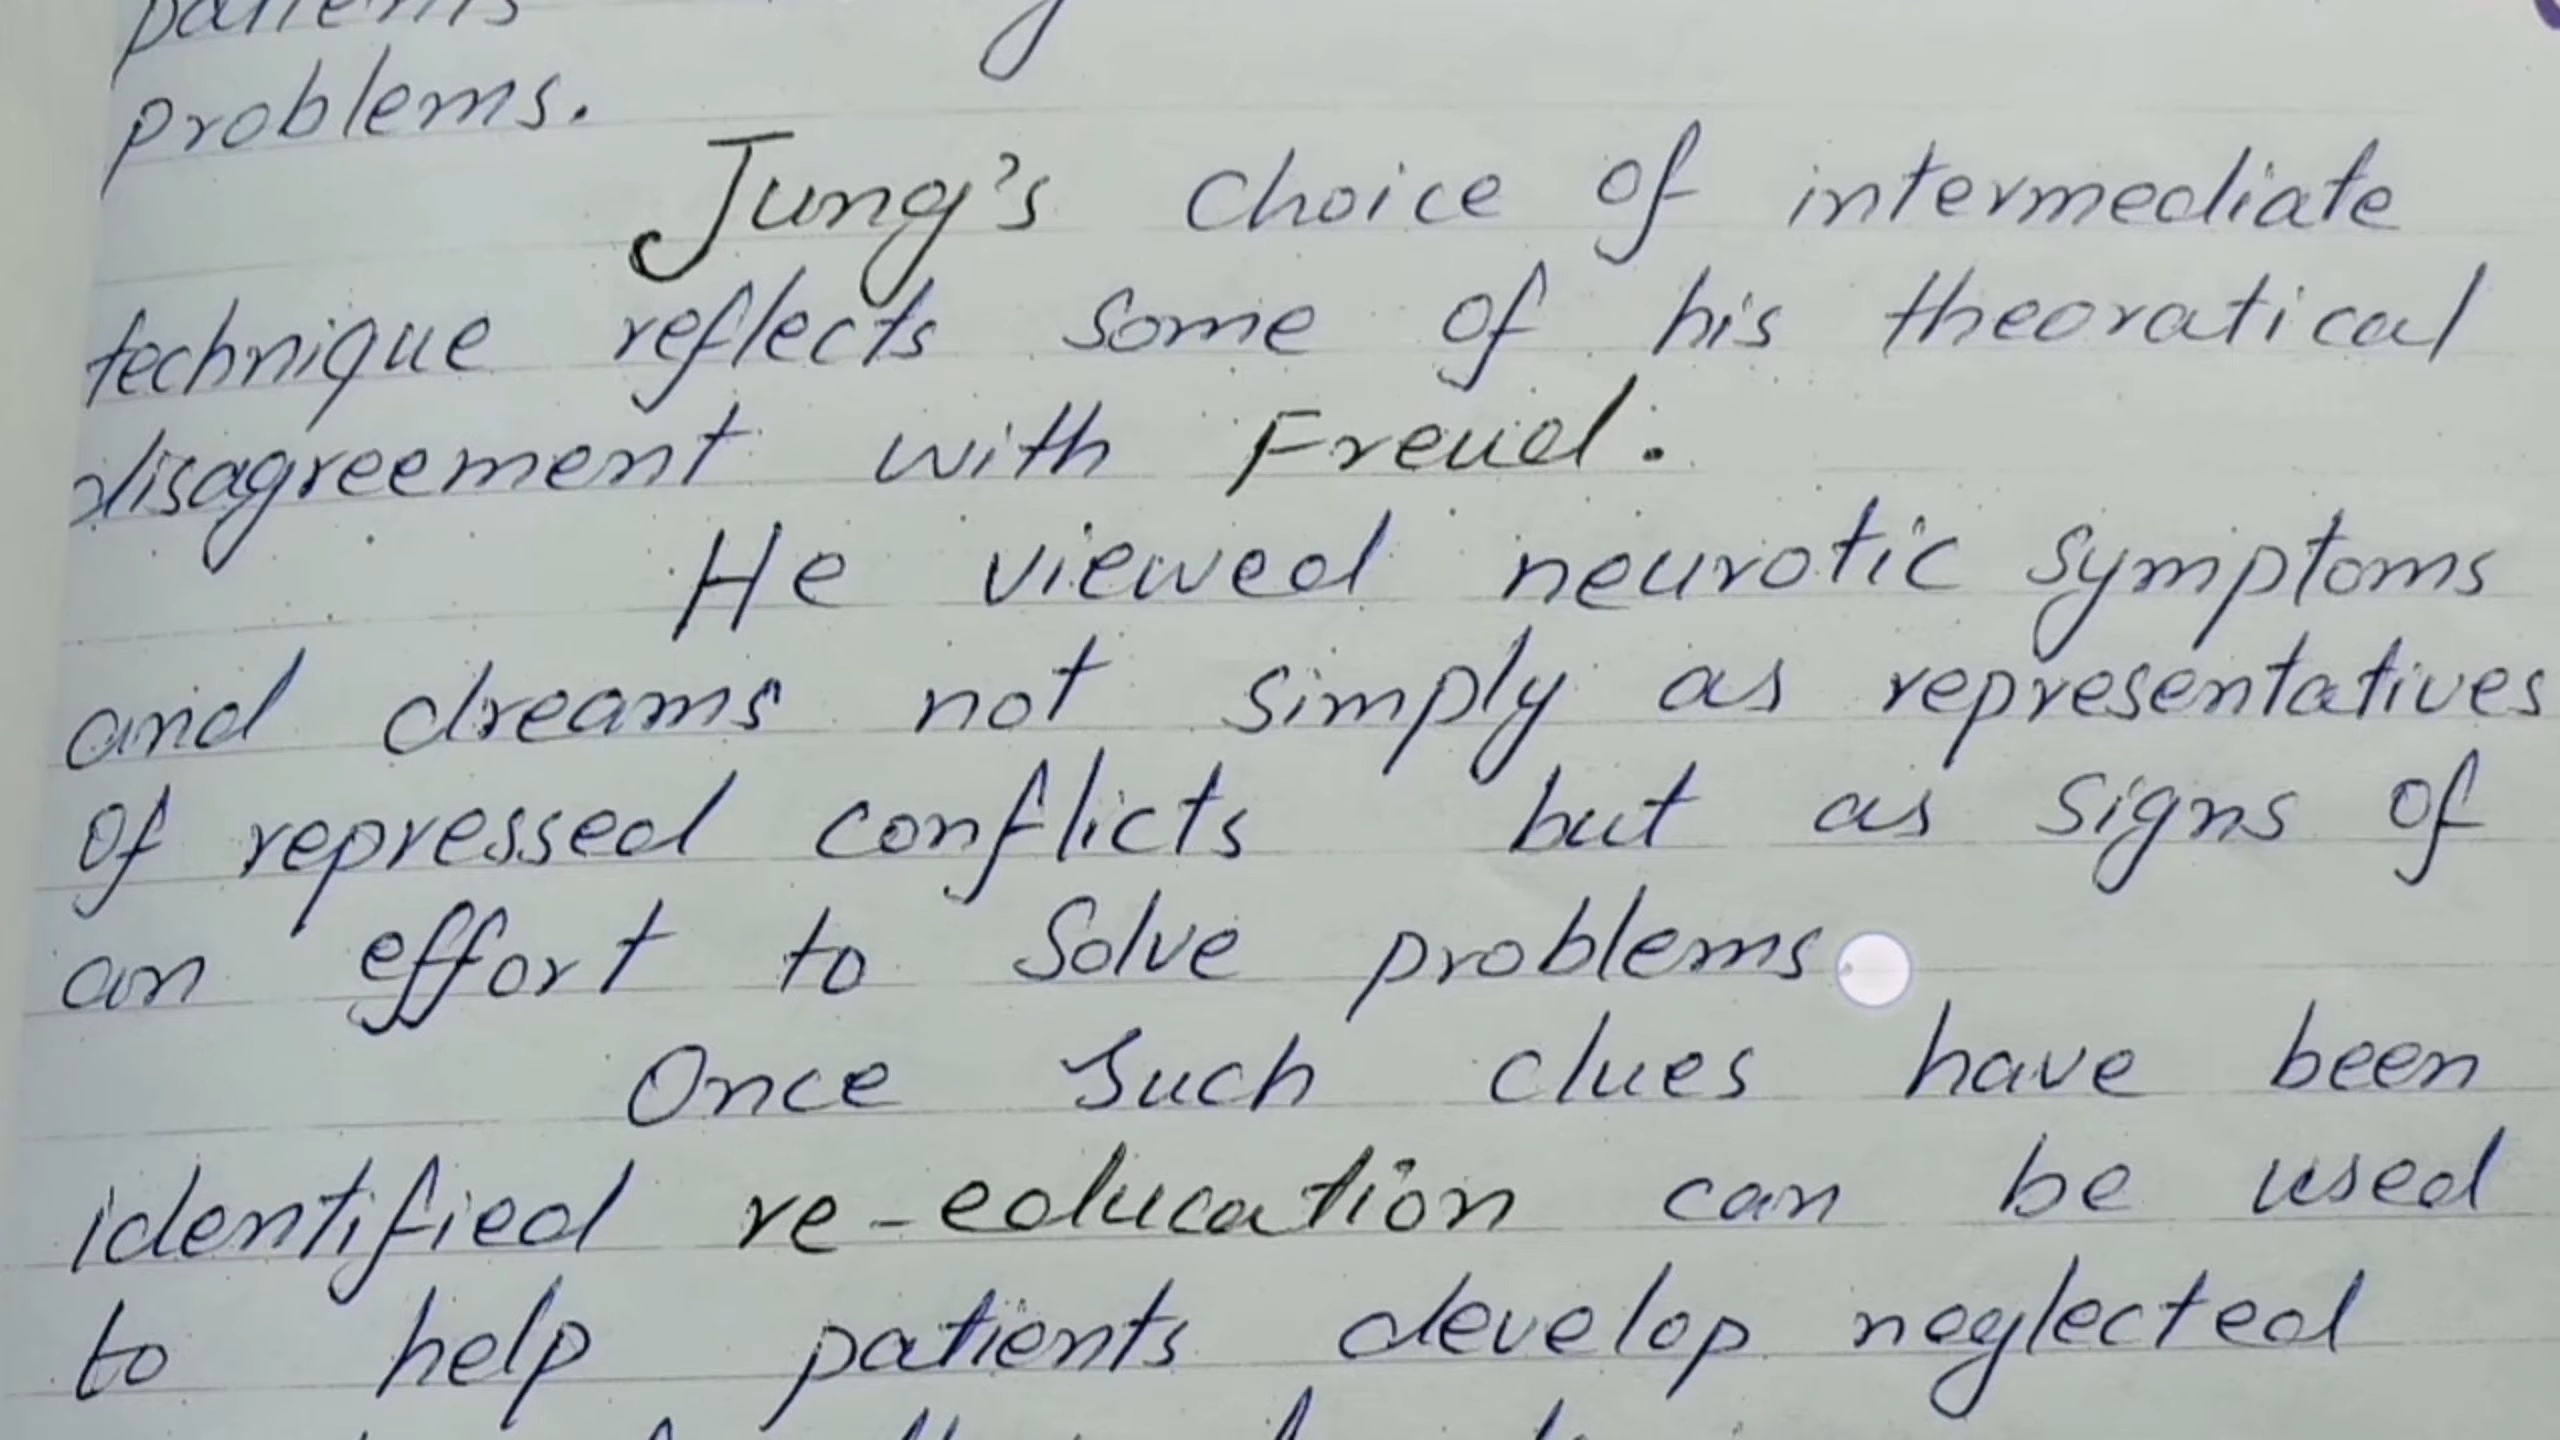 patients
problems.
Jung's choice of intermediate
technique reflects some of his theoratical
disagreement with Freud.
He viewed neurotic symptoms
and dreams not simply as representatives
of repressed conflicts but as signs of
an effort to solve problems
Once such clues have been
identified re-education can be used
to help patients develop neglected